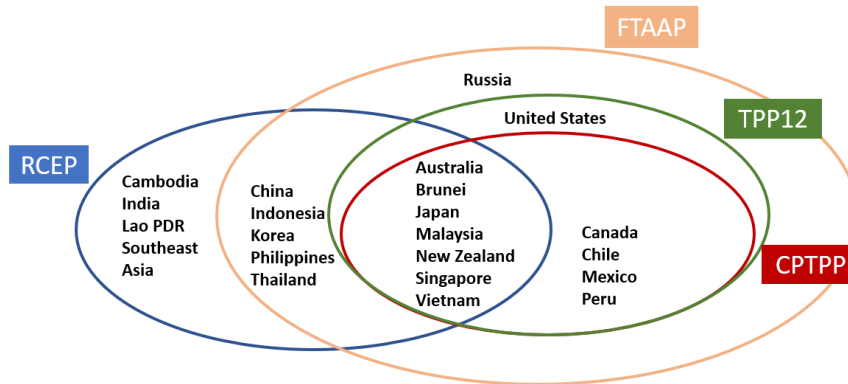 FTAAP
Russia
TPP12
United States
RCEP
Cambodia
India
Lao PDR
Southeast
Asia
China
Indonesia
Korea
Philippines
Thailand
Australia
Brunei
Japan
Malaysia
New Zealand
Singapore
Vietnam
Canada
Chile
Mexico
Peru
CPTPP